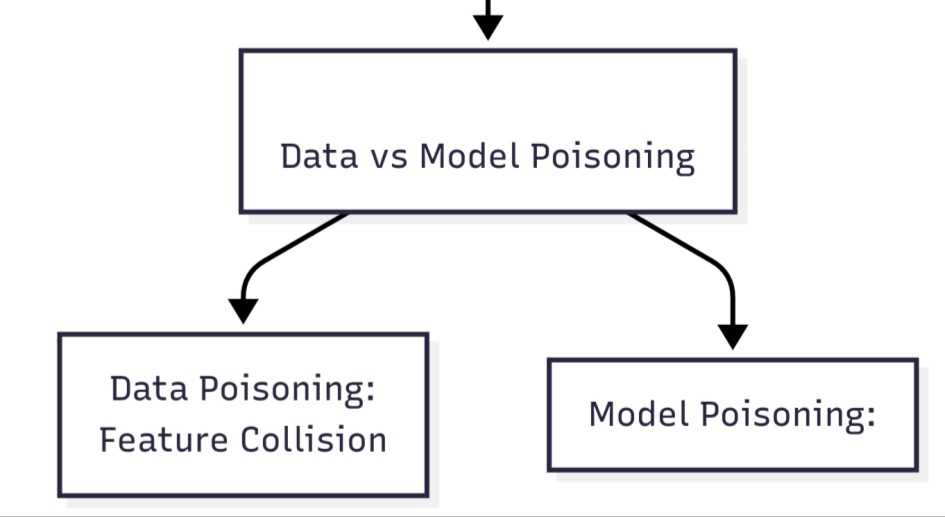 Data vs Model Poisoning
Data Poisoning:
Feature Collision
Model Poisoning: